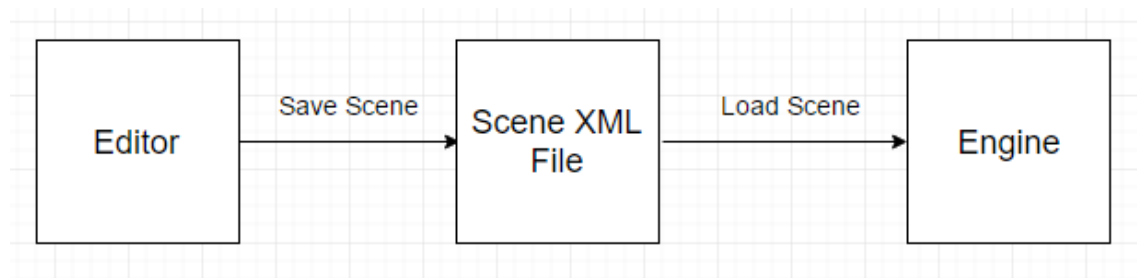 Editor
Save Scene
Scene XML
File
Load Scene
Engine